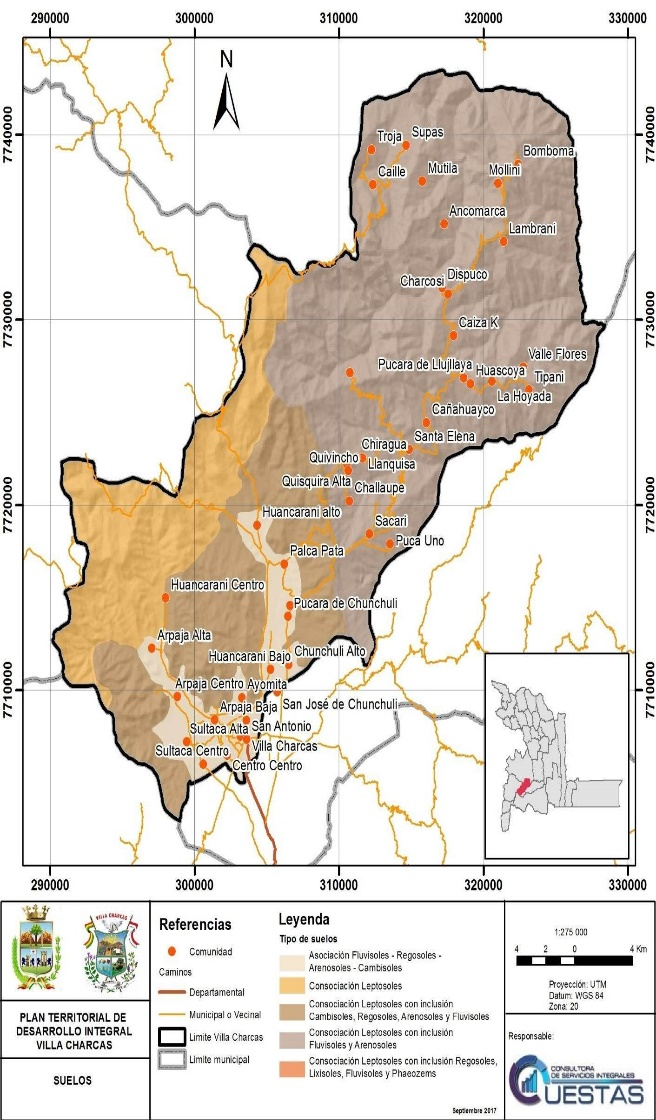 290000 300000 310000 320000 330000
N
7740000 7740000
Troja Supas
Bomboma
Caille Mutila Mollini
Ancomarca
Lambrani
Charcosi Dispuco
7730000 7730000
Caiza K
Valle Flores
Pucara de Llujllaya Huascoya Tipani
La Hoyada
Cañahuayco
Santa Elena
Chiragua
Quivincho Llanquisa
Quisquira Alta Challaupe
7720000 7720000
Huancarani alto
Sacari
Puca Uno
Palca Pata
Huancarani Centro
Pucara de Chunchuli
Arpaja Alta
Chunchuli Alto
Huancarani Bajo
7710000 7710000
Arpaja Centro Ayomita
San José de Chunchuli
Arpaja Baja
Sultaca Alta San Antonio
Sultaca Centro Villa Charcas
Centro Centro
290000 300000 310000 320000 330000
VILLA CHARCAS
PLAN TERRITORIAL DE
DESARROLLO INTEGRAL
VILLA CHARCAS
SUELOS
Referencias
Comunidad
Caminos
Departamental
Municipal o Vecinal
Limite Villa Charcas
Limite municipal
Leyenda
Tipo de suelos
Asociación Fluvisoles - Regosoles -
Arenosoles - Cambisoles
Consociación Leptosoles
Consociación Leptosoles con inclusión
Cambisoles, Regosoles, Arenosoles y Fluvisoles
Consociación Leptosoles con inclusión
Fluvisoles y Arenosoles
Consociación Leptosoles con inclusión Regosoles,
Lixisoles, Fluvisoles y Phaeozems
Septiembre 2017
1:275 000
4 2 0 4 Km
Proyección: UTM
Datum: WGS 84
Zona: 20
Responsable:
CONSULTORA
DE SERVICIOS INTEGRALES
CUESTAS